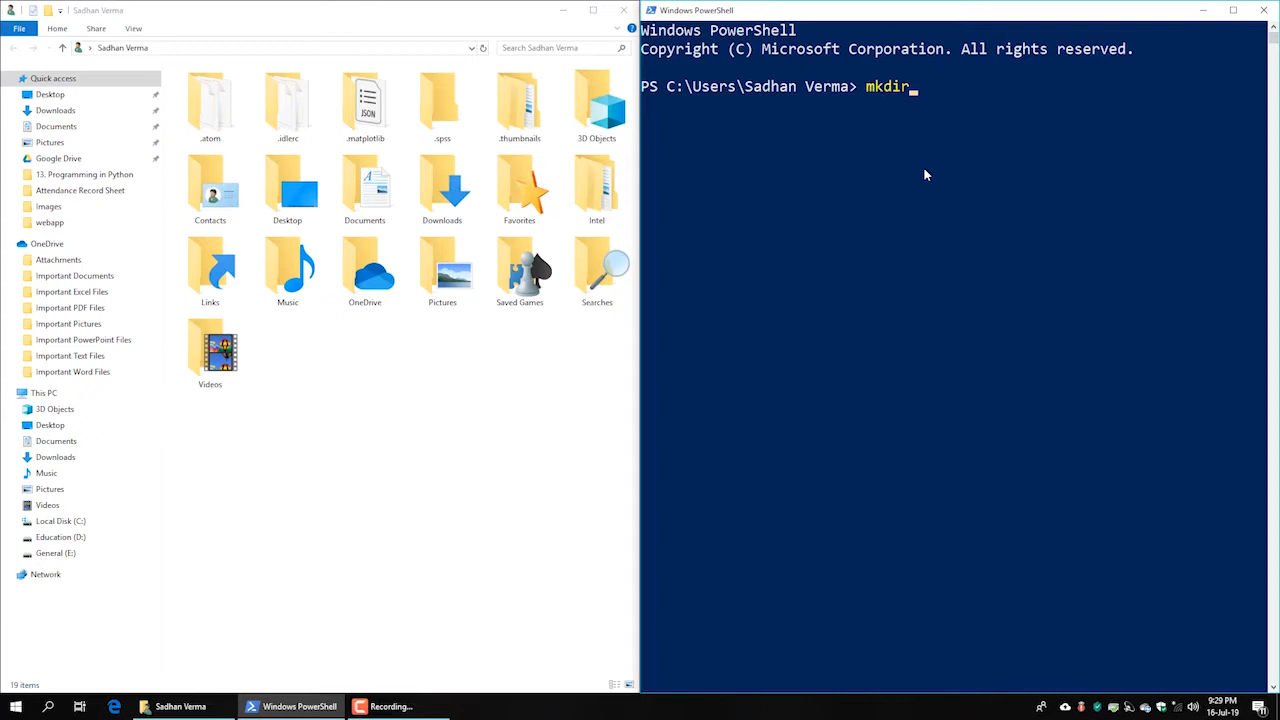 Sadhan Verma
File
Home
Share
View
Sadhan Verma
Search Sadhan Verma
Quick access
Desktop
Downloads
Documents
Pictures
Google Drive
13. Programming in Python
Attendance Record Sheet
Images
webapp
OneDrive
Attachments
Important Documents
Important Excel Files
Important PDF Files
Important Pictures
Important PowerPoint Files
Important Text Files
Important Word Files
This PC
3D Objects
Desktop
Documents
Downloads
Music
Pictures
Videos
Local Disk (C:)
Education (D:)
General (E:)
Network
JSON
.atom .idlerc .matplotlib .spss .thumbnails 3D Objects
Contacts Desktop Documents Downloads Favorites Intel
Links Music OneDrive Pictures Saved Games Searches
Videos
19 items
Windows PowerShell
Windows PowerShell
Copyright (C) Microsoft Corporation. All rights reserved.
PS C:\Users\Sadhan Verma> mkdir_
Sadhan Verma
Windows PowerShell
Recording...
9:29 PM
16-Jul-19